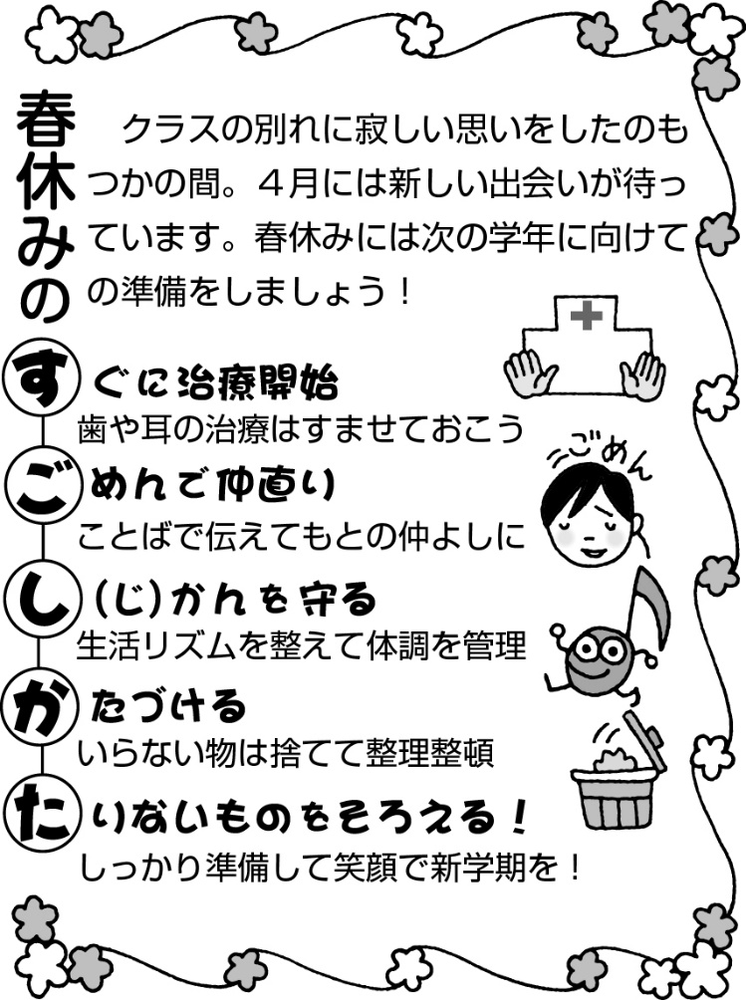 春休みの
クラスの別れに寂しい思いをしたのも
つかの間。４月には新しい出会いが待っ
ています。春休みには次の学年に向けて
の準備をしましょう！
すぐに治療開始
歯や耳の治療はすませておこう
ごめんで仲直り
ごめん
ことばで伝えてもとの仲よしに
し(じ)かんを守る
生活リズムを整えて体調を管理
かたづける
いらない物は捨てて整理整頓
たりないものをそろえる！
しっかり準備して笑顔で新学期を！